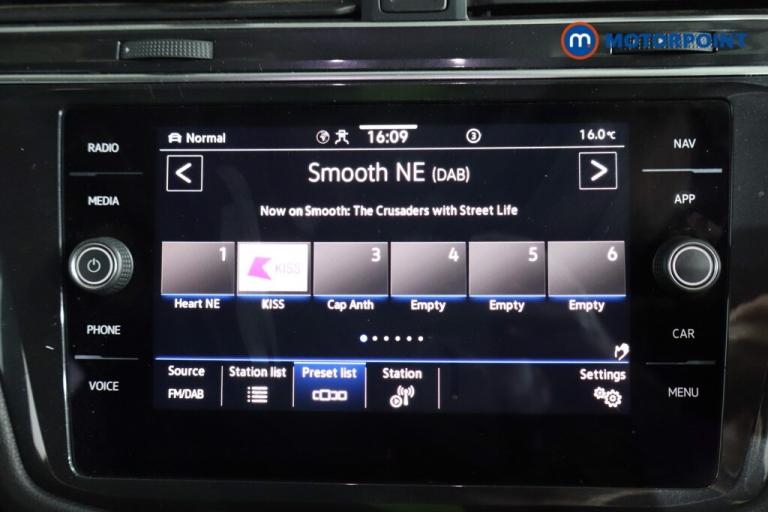 m MOTORPOINT
RADIO
MEDIA
PHONE
VOICE
Normal
16:09
3
16.0°C
Smooth NE (DAB)
Now on Smooth: The Crusaders with Street Life
1
KISS
3
4
5
6
Heart NE
KISS
Cap Anth
Empty
Empty
Empty
Source
FM/DAB
Station list
Preset list
Station
Settings
NAV
APP
CAR
MENU